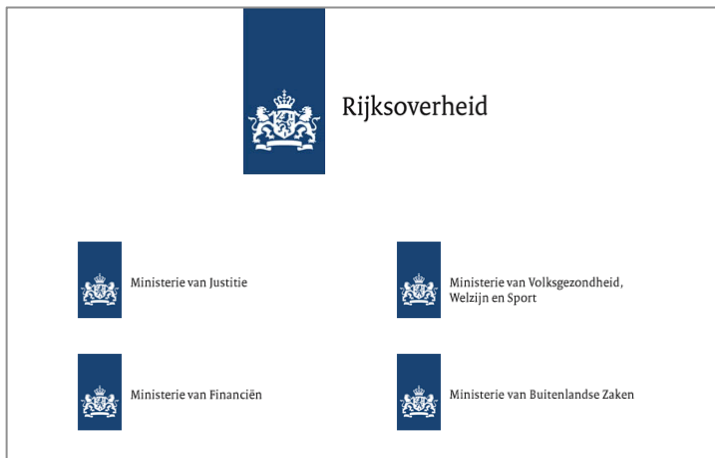 Rijksoverheid
Ministerie van Justitie
Ministerie van Volksgezondheid,
Welzijn en Sport
Ministerie van Financiën
Ministerie van Buitenlandse Zaken